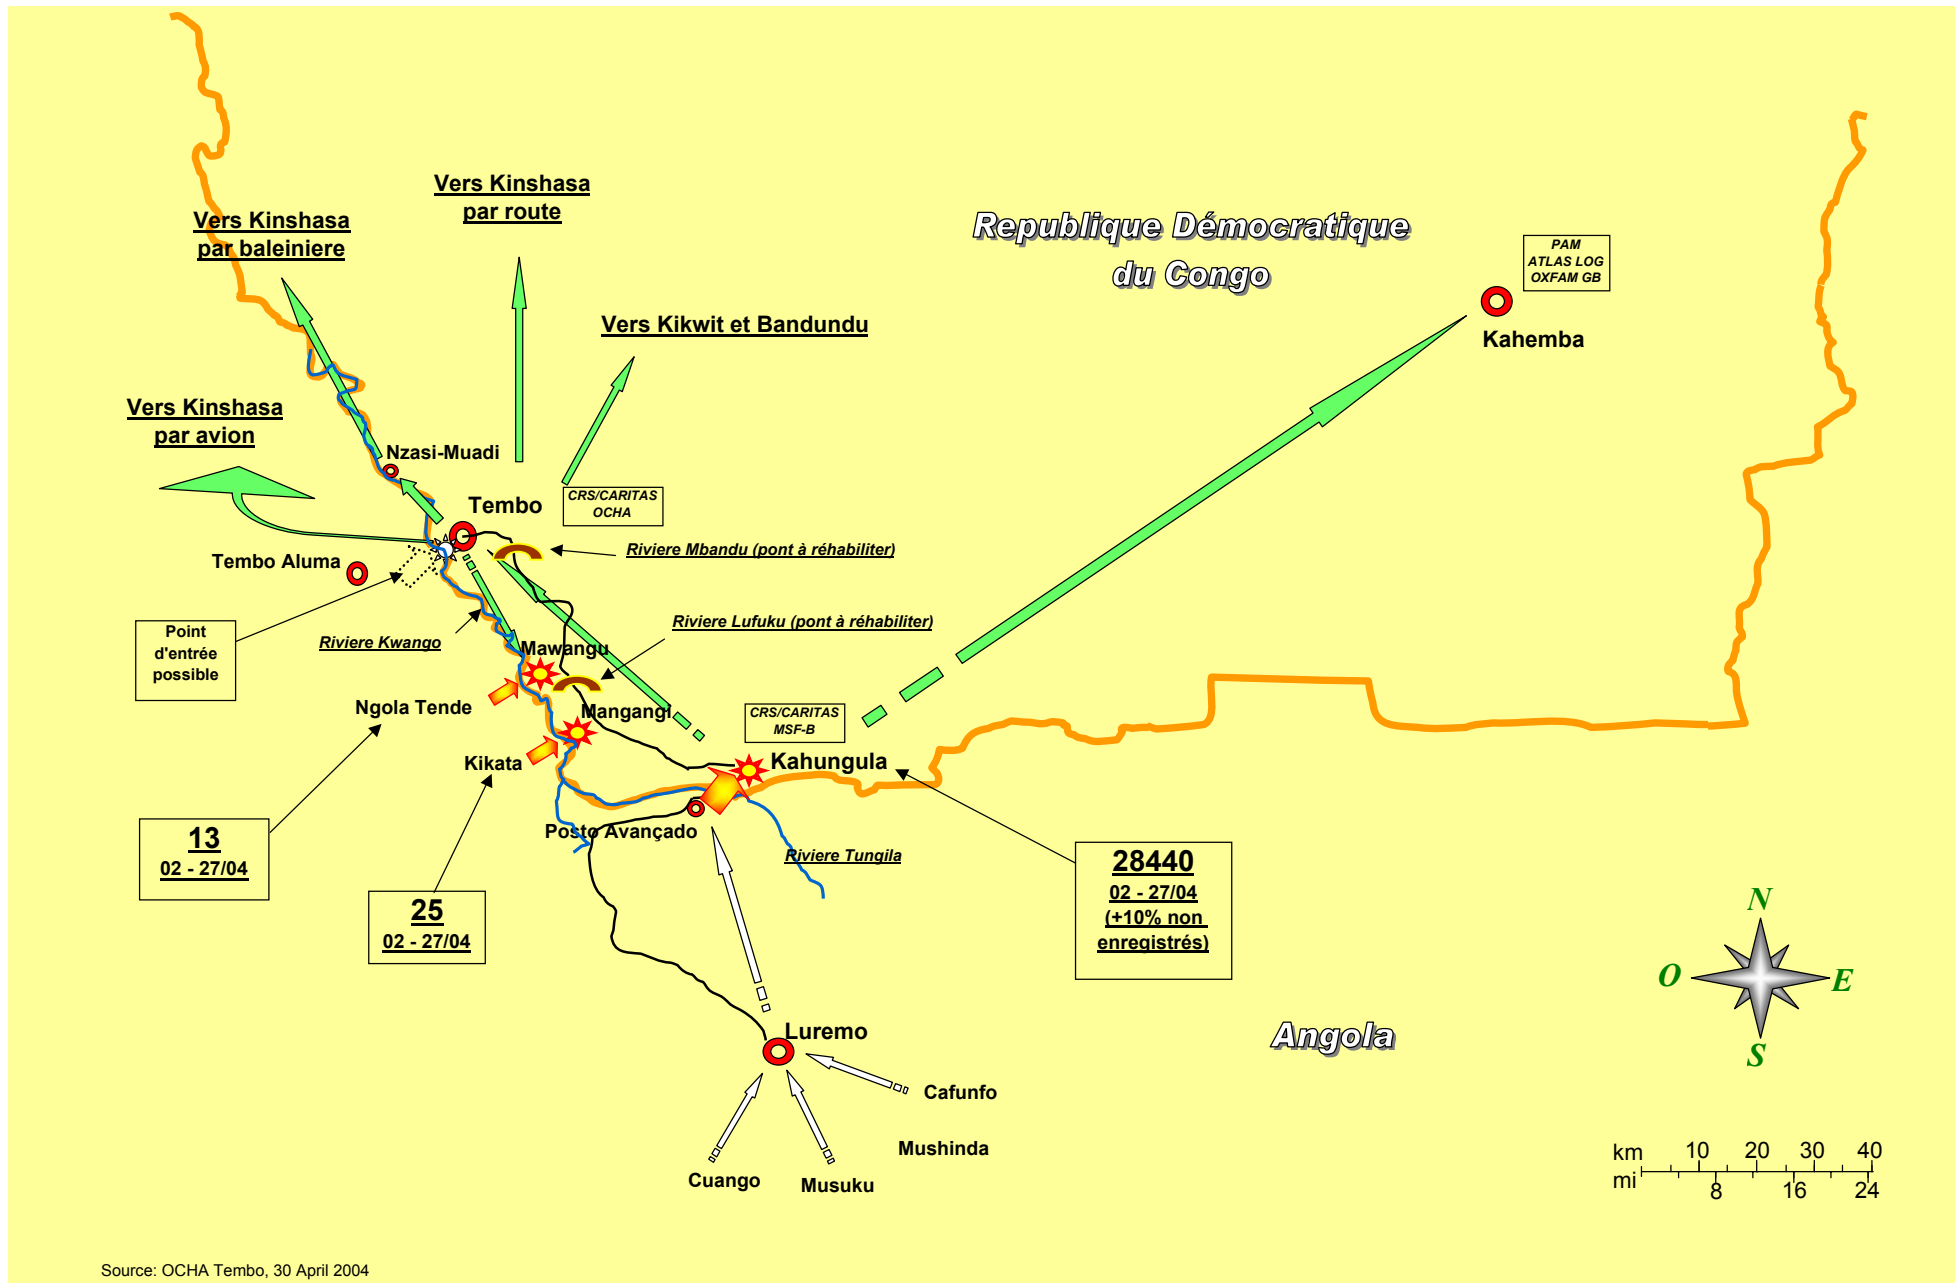 Vers Kinshasa
par route
Vers Kinshasa
par baleiniere
Republique Démocratique
du Congo
PAM
ATLAS LOG
OXFAM GB
Kahemba
Vers Kikwit et Bandundu
Vers Kinshasa
par avion
Nzasi-Muadi
Tembo
CRS/CARITAS
OCHA
Riviere Mbandu (pont à réhabiliter)
Tembo Aluma
Point
d'entrée
possible
Riviere Kwango
Riviere Lufuku (pont à réhabiliter)
Mawangu
Ngola Tende
Mangangi
CRS/CARITAS
MSF-B
Kikata
Kahungula
Posto Avançado
Riviere Tungila
13
02 - 27/04
25
02 - 27/04
28440
02 - 27/04
(+10% non
enregistrés)
N
O
E
S
Luremo
Angola
Cafunfo
Mushinda
Cuango
Musuku
km 10 20 30 40
mi 8 16 24
Source: OCHA Tembo, 30 April 2004